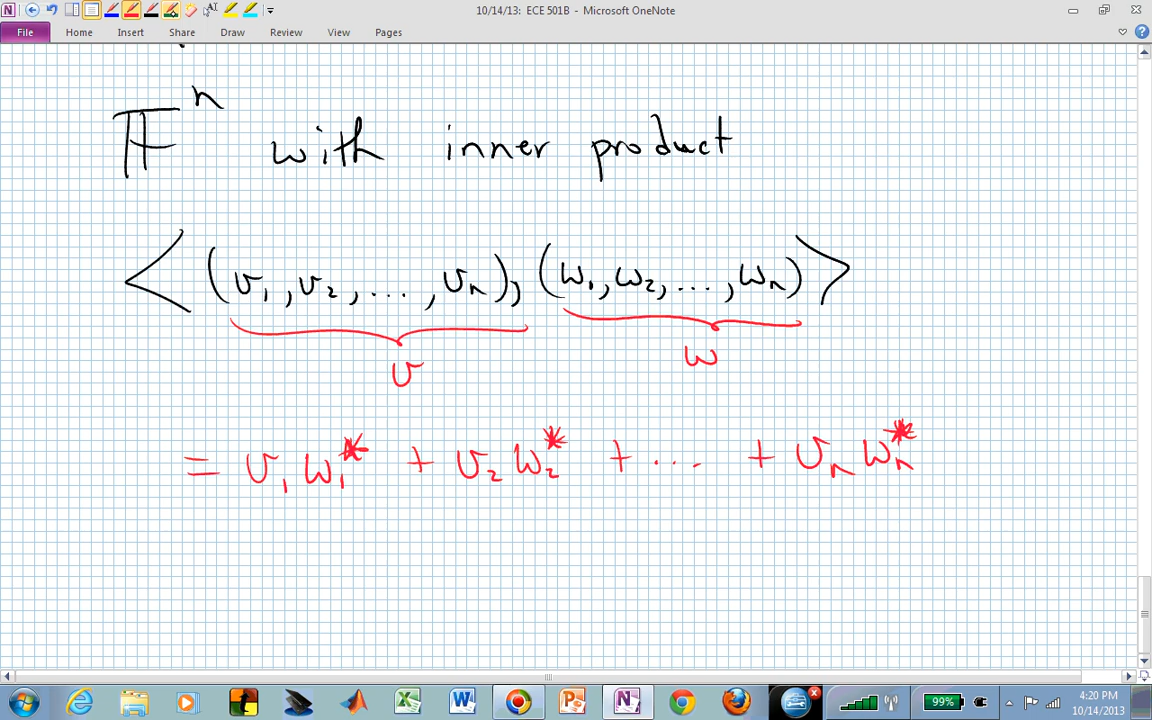 10/14/13: ECE 501B - Microsoft OneNote
File Home Insert Share Draw Review View Pages
𝔽ⁿ with inner product
<(v₁, v₂, ..., vₙ), (w₁, w₂, ..., wₙ)>
v w
= v₁w₁* + v₂w₂* + ... + vₙwₙ*
99% 4:20 PM
10/14/2013